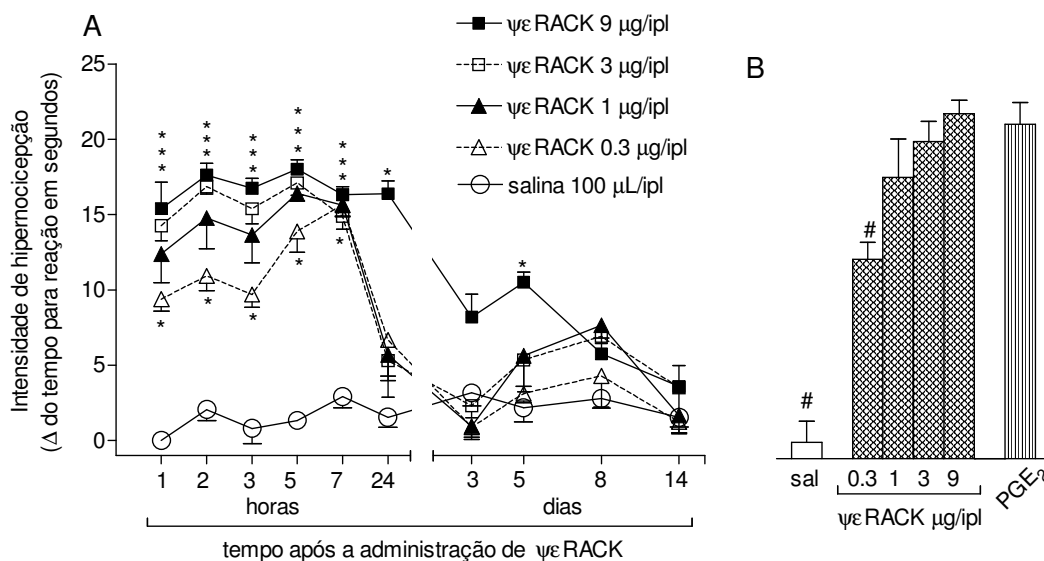 A
ψε RACK 9 μg/ipl
ψε RACK 3 μg/ipl
ψε RACK 1 μg/ipl
ψε RACK 0.3 μg/ipl
salina 100 μL/ipl
Intensidade de hipernocicepção
(Δ do tempo para reação em segundos)
25
20
15
10
5
0
* * *
* * *
* * *
* * *
* * *
*
*
*
*
*
*
*
1 2 3 5 7 24 3 5 8 14
horas dias
tempo após a administração de ψε RACK
B
#
#
sal 0.3 1 3 9 PGE₂
ψε RACK μg/ipl